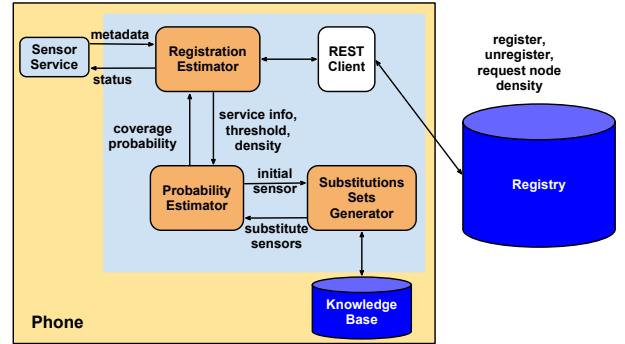 metadata
Sensor
Service
status
Registration
Estimator
REST
Client
register,
unregister,
request node
density
coverage
probability
service info,
threshold,
density
Probability
Estimator
initial
sensor
substitute
sensors
Substitutions
Sets
Generator
Registry
Knowledge
Base
Phone